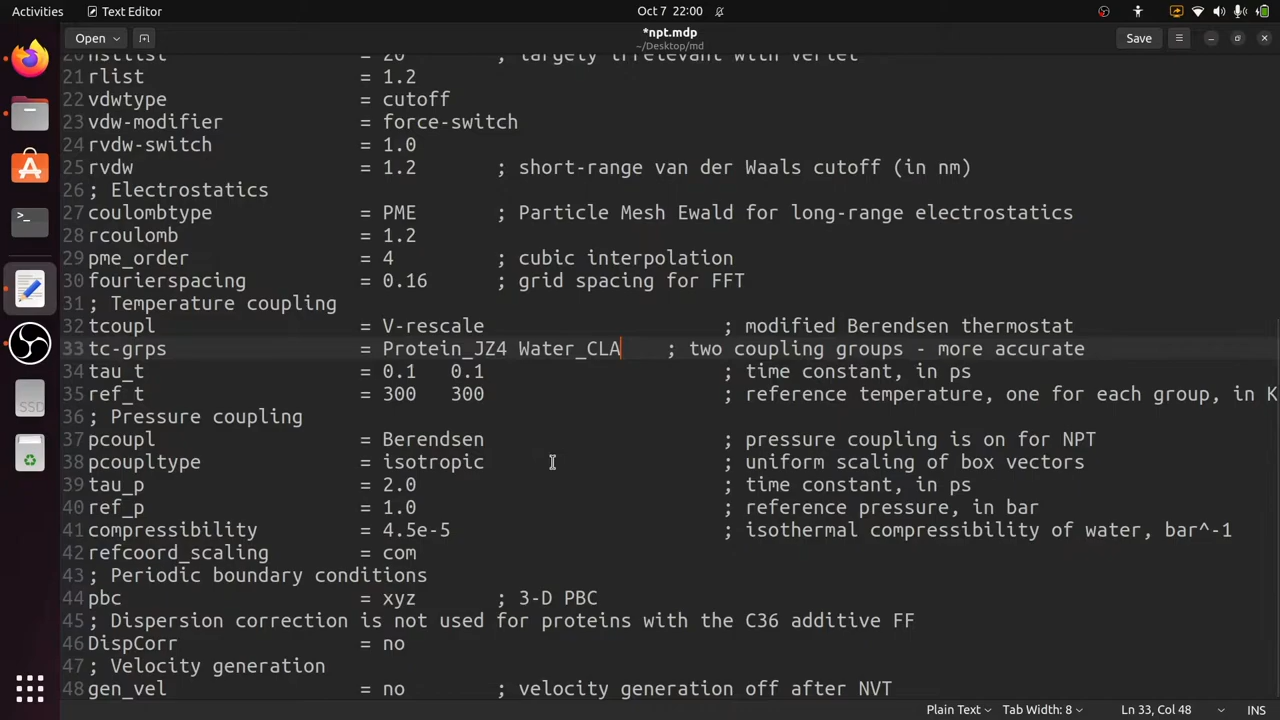 Activities
Text Editor
Oct 7 22:00
Open
*npt.mdp
~/Desktop/md
Save
20 nstlist = 20 ; largely irrelevant with Verlet
21 rlist = 1.2
22 vdwtype = cutoff
23 vdw-modifier = force-switch
24 rvdw-switch = 1.0
25 rvdw = 1.2 ; short-range van der Waals cutoff (in nm)
26 ; Electrostatics
27 coulombtype = PME ; Particle Mesh Ewald for long-range electrostatics
28 rcoulomb = 1.2
29 pme_order = 4 ; cubic interpolation
30 fourierspacing = 0.16 ; grid spacing for FFT
31 ; Temperature coupling
32 tcoupl = V-rescale ; modified Berendsen thermostat
33 tc-grps = Protein_JZ4 Water_CLA ; two coupling groups - more accurate
34 tau_t = 0.1 0.1 ; time constant, in ps
35 ref_t = 300 300 ; reference temperature, one for each group, in K
36 ; Pressure coupling
37 pcoupl = Berendsen ; pressure coupling is on for NPT
38 pcoupltype = isotropic ; uniform scaling of box vectors
39 tau_p = 2.0 ; time constant, in ps
40 ref_p = 1.0 ; reference pressure, in bar
41 compressibility = 4.5e-5 ; isothermal compressibility of water, bar^-1
42 refcoord_scaling = com
43 ; Periodic boundary conditions
44 pbc = xyz ; 3-D PBC
45 ; Dispersion correction is not used for proteins with the C36 additive FF
46 DispCorr = no
47 ; Velocity generation
48 gen_vel = no ; velocity generation off after NVT
SSD
Plain Text
Tab Width: 8
Ln 33, Col 48
INS